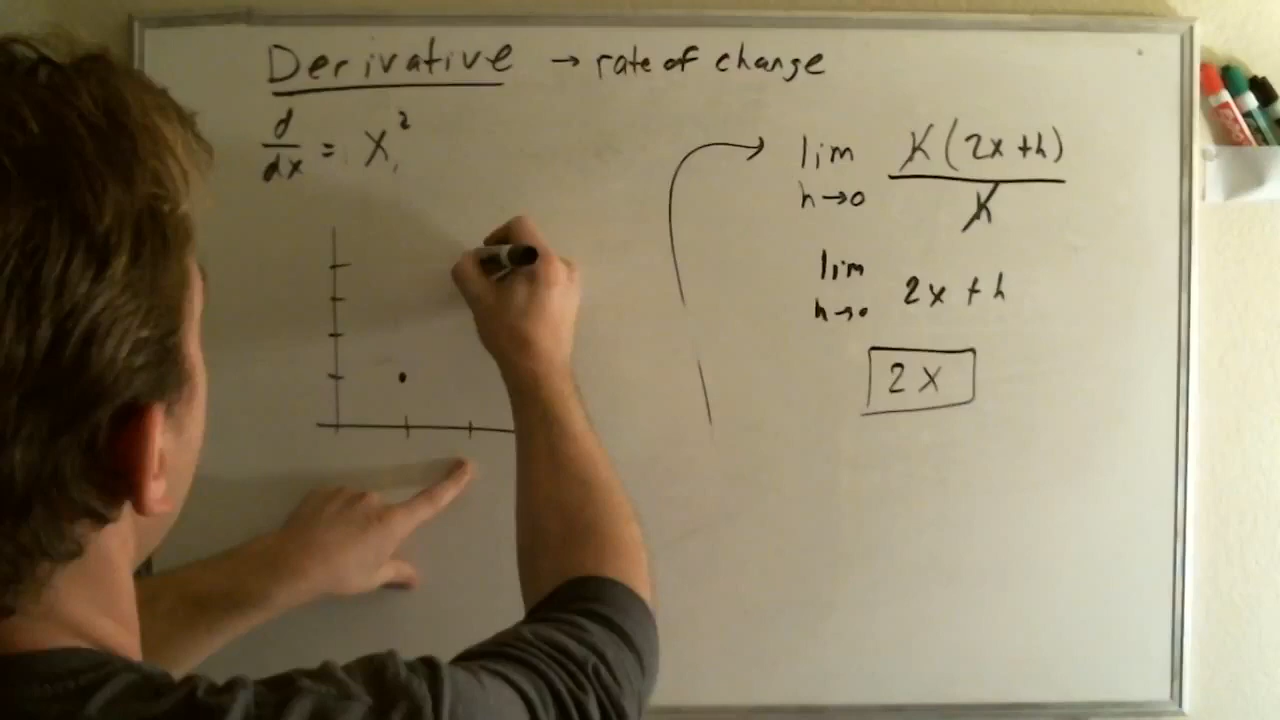 Derivative → rate of change
d/dx = x²
lim h→0 h(2x+h)/h
lim h→0 2x+h
2x